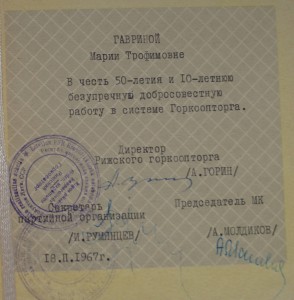 ГАВРИНОЙ
Марии Трофимовне
В честь 50-летия и 10-летнюю
безупречную добросовестную
работу в системе Горкоопторга.
Директор
Рижского горкоопторга
/А.ГОРИН/
Секретарь
партийной организации
Председатель МК
/И.РУМЯНЦЕВ/
/А.МОЛДИКОВ/
18.П.1967г.